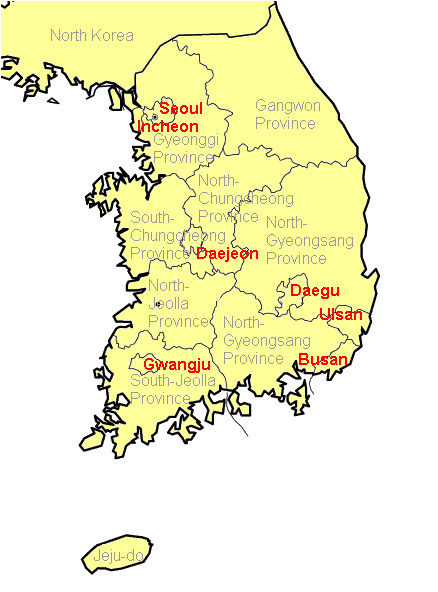 North Korea
Seoul
Incheon
Gyeonggi
Province
Gangwon
Province
North-
Chungcheong
Province
South-
Chungcheong
Province
North-
Gyeongsang
Province
Daejeon
North-
Jeolla
Province
Daegu
Ulsan
North-
Gyeongsang
Province
Busan
Gwangju
South-Jeolla
Province
Jeju-do